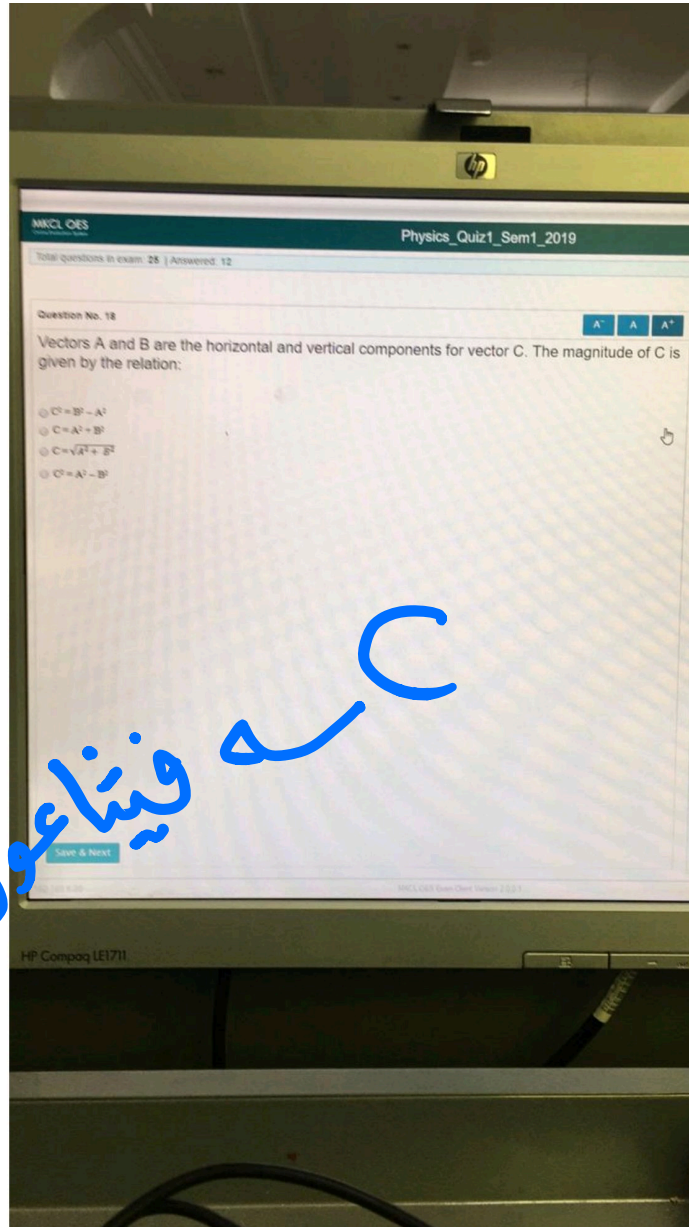 hp
MKCL OES
Physics_Quiz1_Sem1_2019
Total questions in exam: 25 | Answered: 12
Question No. 18
A⁻ A A⁺
Vectors A and B are the horizontal and vertical components for vector C. The magnitude of C is
given by the relation:
C² = B² – A²
C = A² + B²
C = √A² + B²
C² = A² – B²
C
Save & Next
HP Compaq LE1711